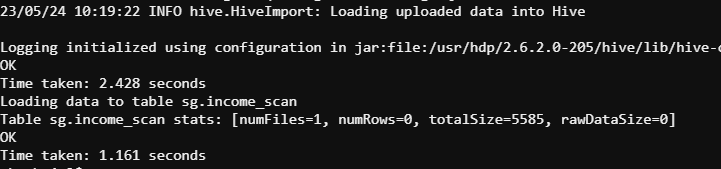 23/05/24 10:19:22 INFO hive.HiveImport: Loading uploaded data into Hive
Logging initialized using configuration in jar:file:/usr/hdp/2.6.2.0-205/hive/lib/hive-c
OK
Time taken: 2.428 seconds
Loading data to table sg.income_scan
Table sg.income_scan stats: [numFiles=1, numRows=0, totalSize=5585, rawDataSize=0]
OK
Time taken: 1.161 seconds